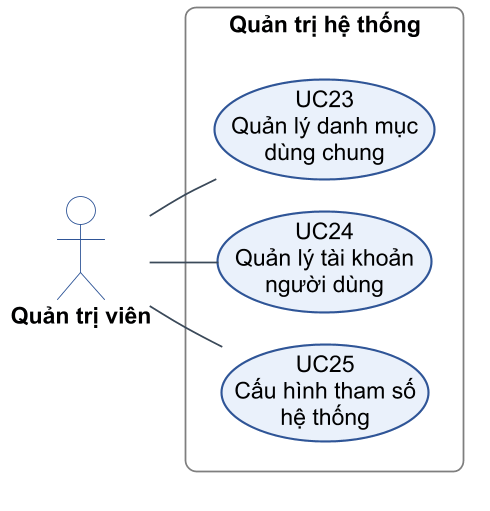 Quản trị hệ thống
UC23
Quản lý danh mục
dùng chung
UC24
Quản lý tài khoản
người dùng
Quản trị viên
UC25
Cấu hình tham số
hệ thống